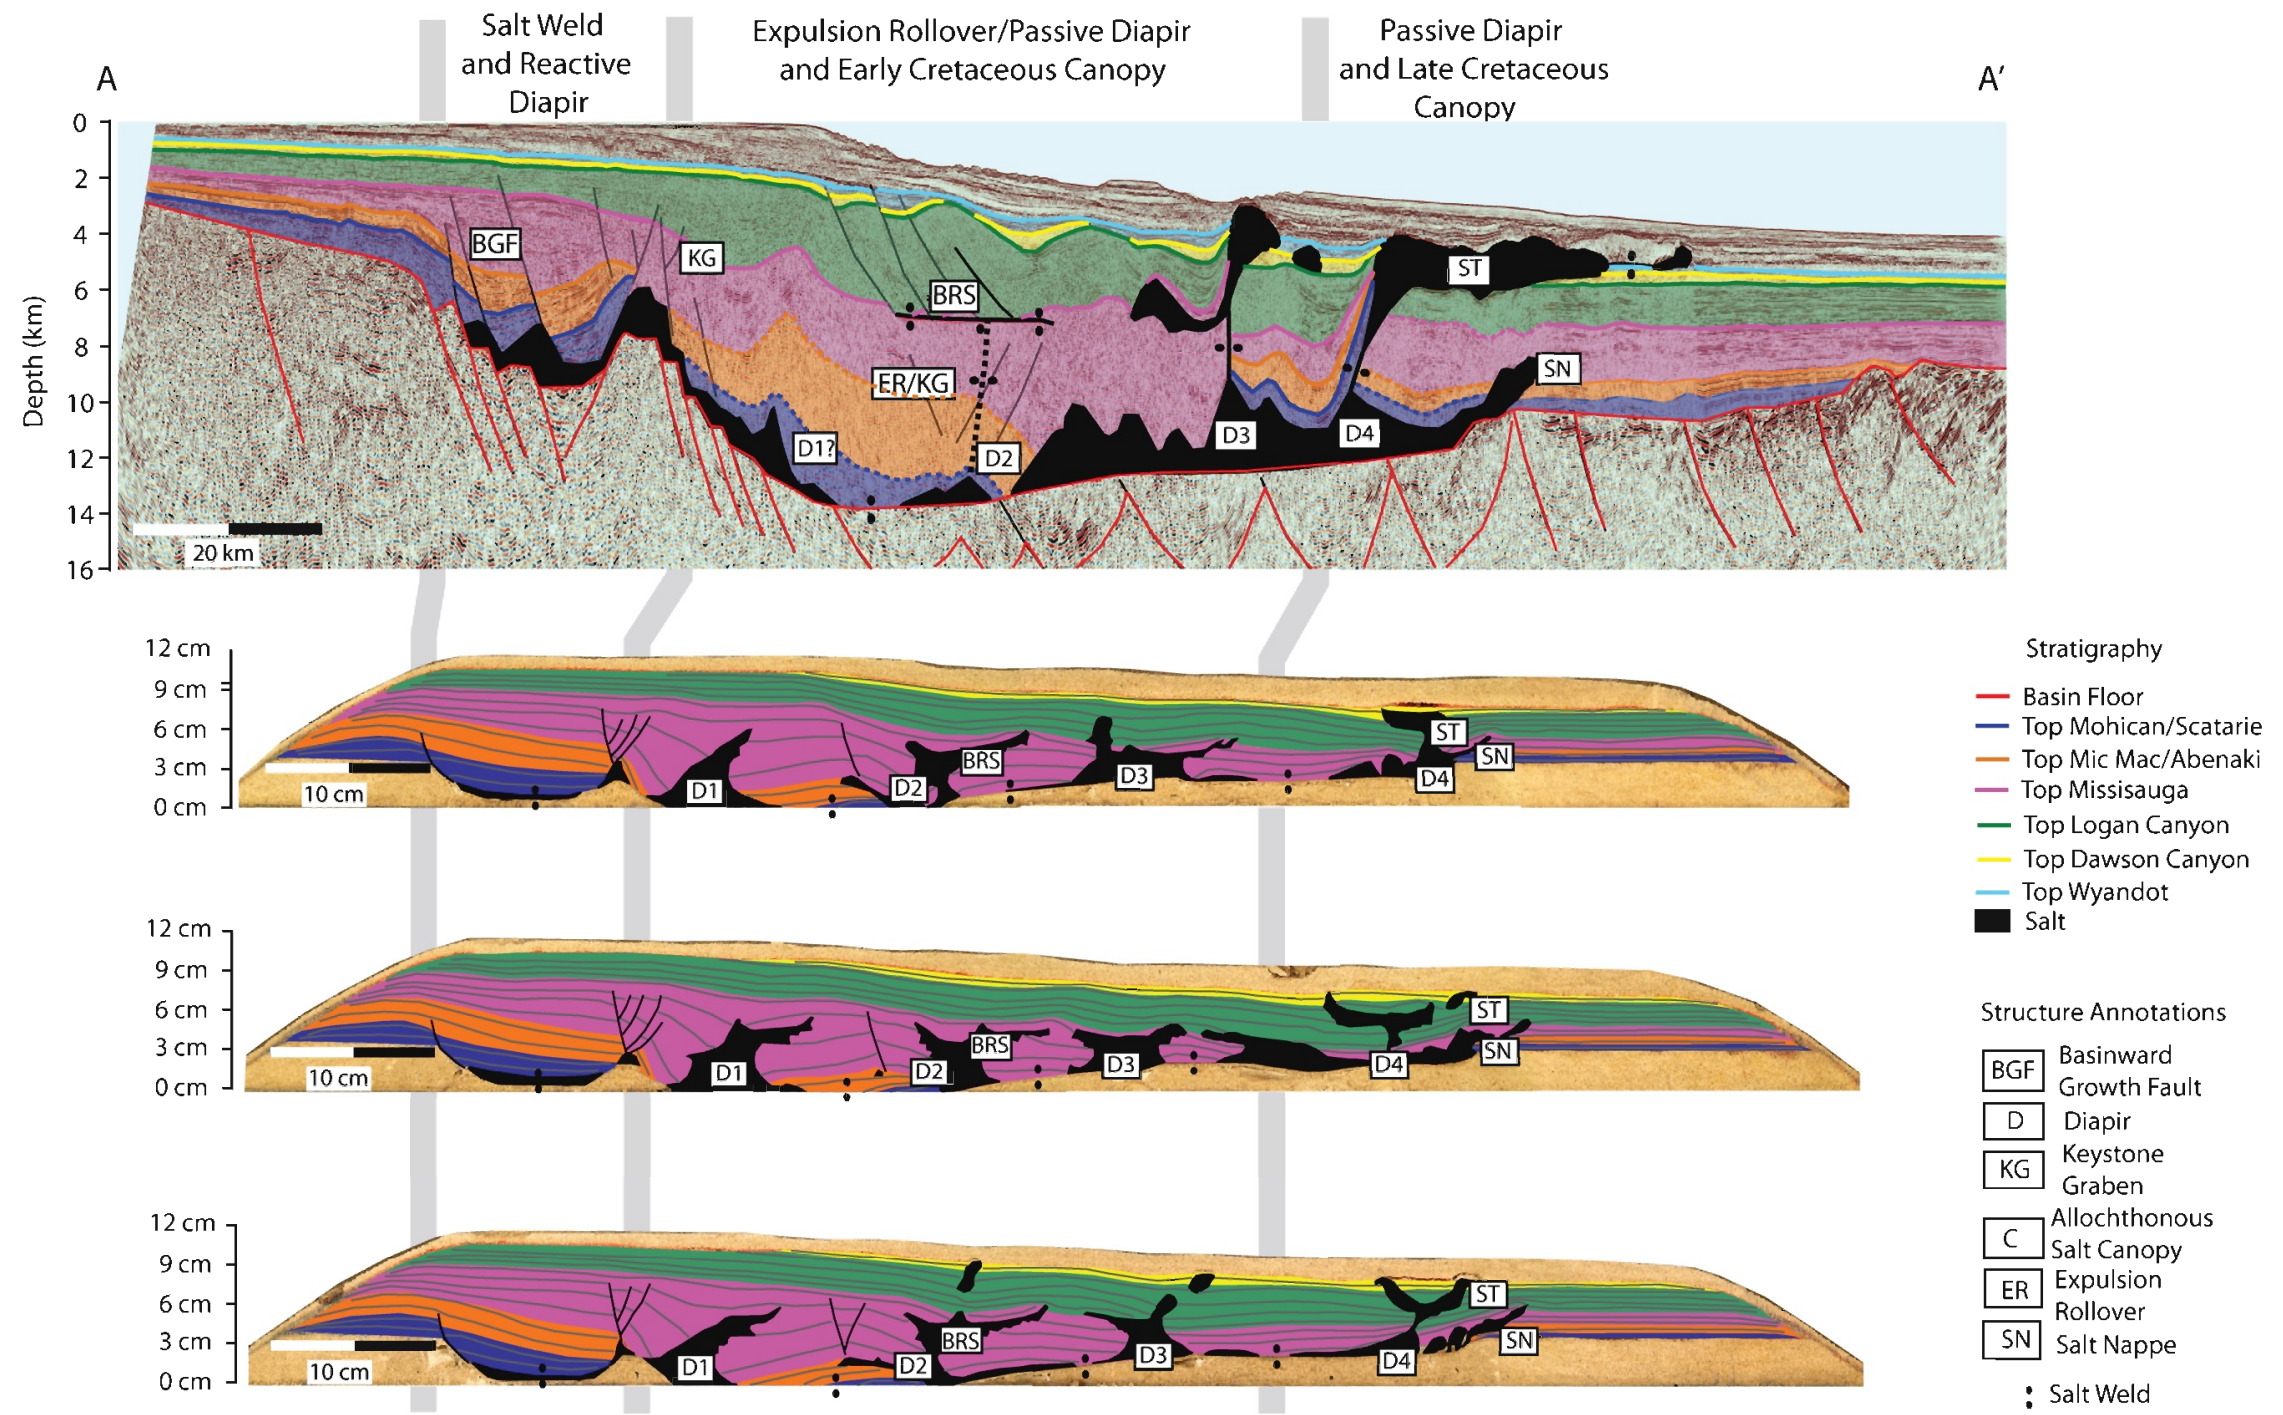 A
Salt Weld
and Reactive
Diapir
Expulsion Rollover/Passive Diapir
and Early Cretaceous Canopy
Passive Diapir
and Late Cretaceous
Canopy
A′
Depth (km)
0
2
4
6
8
10
12
14
16
BGF
KG
BRS
ST
ER/KG
SN
D1?
D2
D3
D4
20 km
12 cm
9 cm
6 cm
3 cm
0 cm
10 cm
D1
D2
BRS
D3
D4
ST
SN
12 cm
9 cm
6 cm
3 cm
0 cm
10 cm
D1
D2
BRS
D3
D4
ST
SN
12 cm
9 cm
6 cm
3 cm
0 cm
10 cm
D1
D2
BRS
D3
D4
ST
SN
Stratigraphy
Basin Floor
Top Mohican/Scatarie
Top Mic Mac/Abenaki
Top Missisauga
Top Logan Canyon
Top Dawson Canyon
Top Wyandot
Salt
Structure Annotations
BGF Basinward
Growth Fault
D Diapir
KG Keystone
Graben
C Allochthonous
Salt Canopy
ER Expulsion
Rollover
SN Salt Nappe
Salt Weld